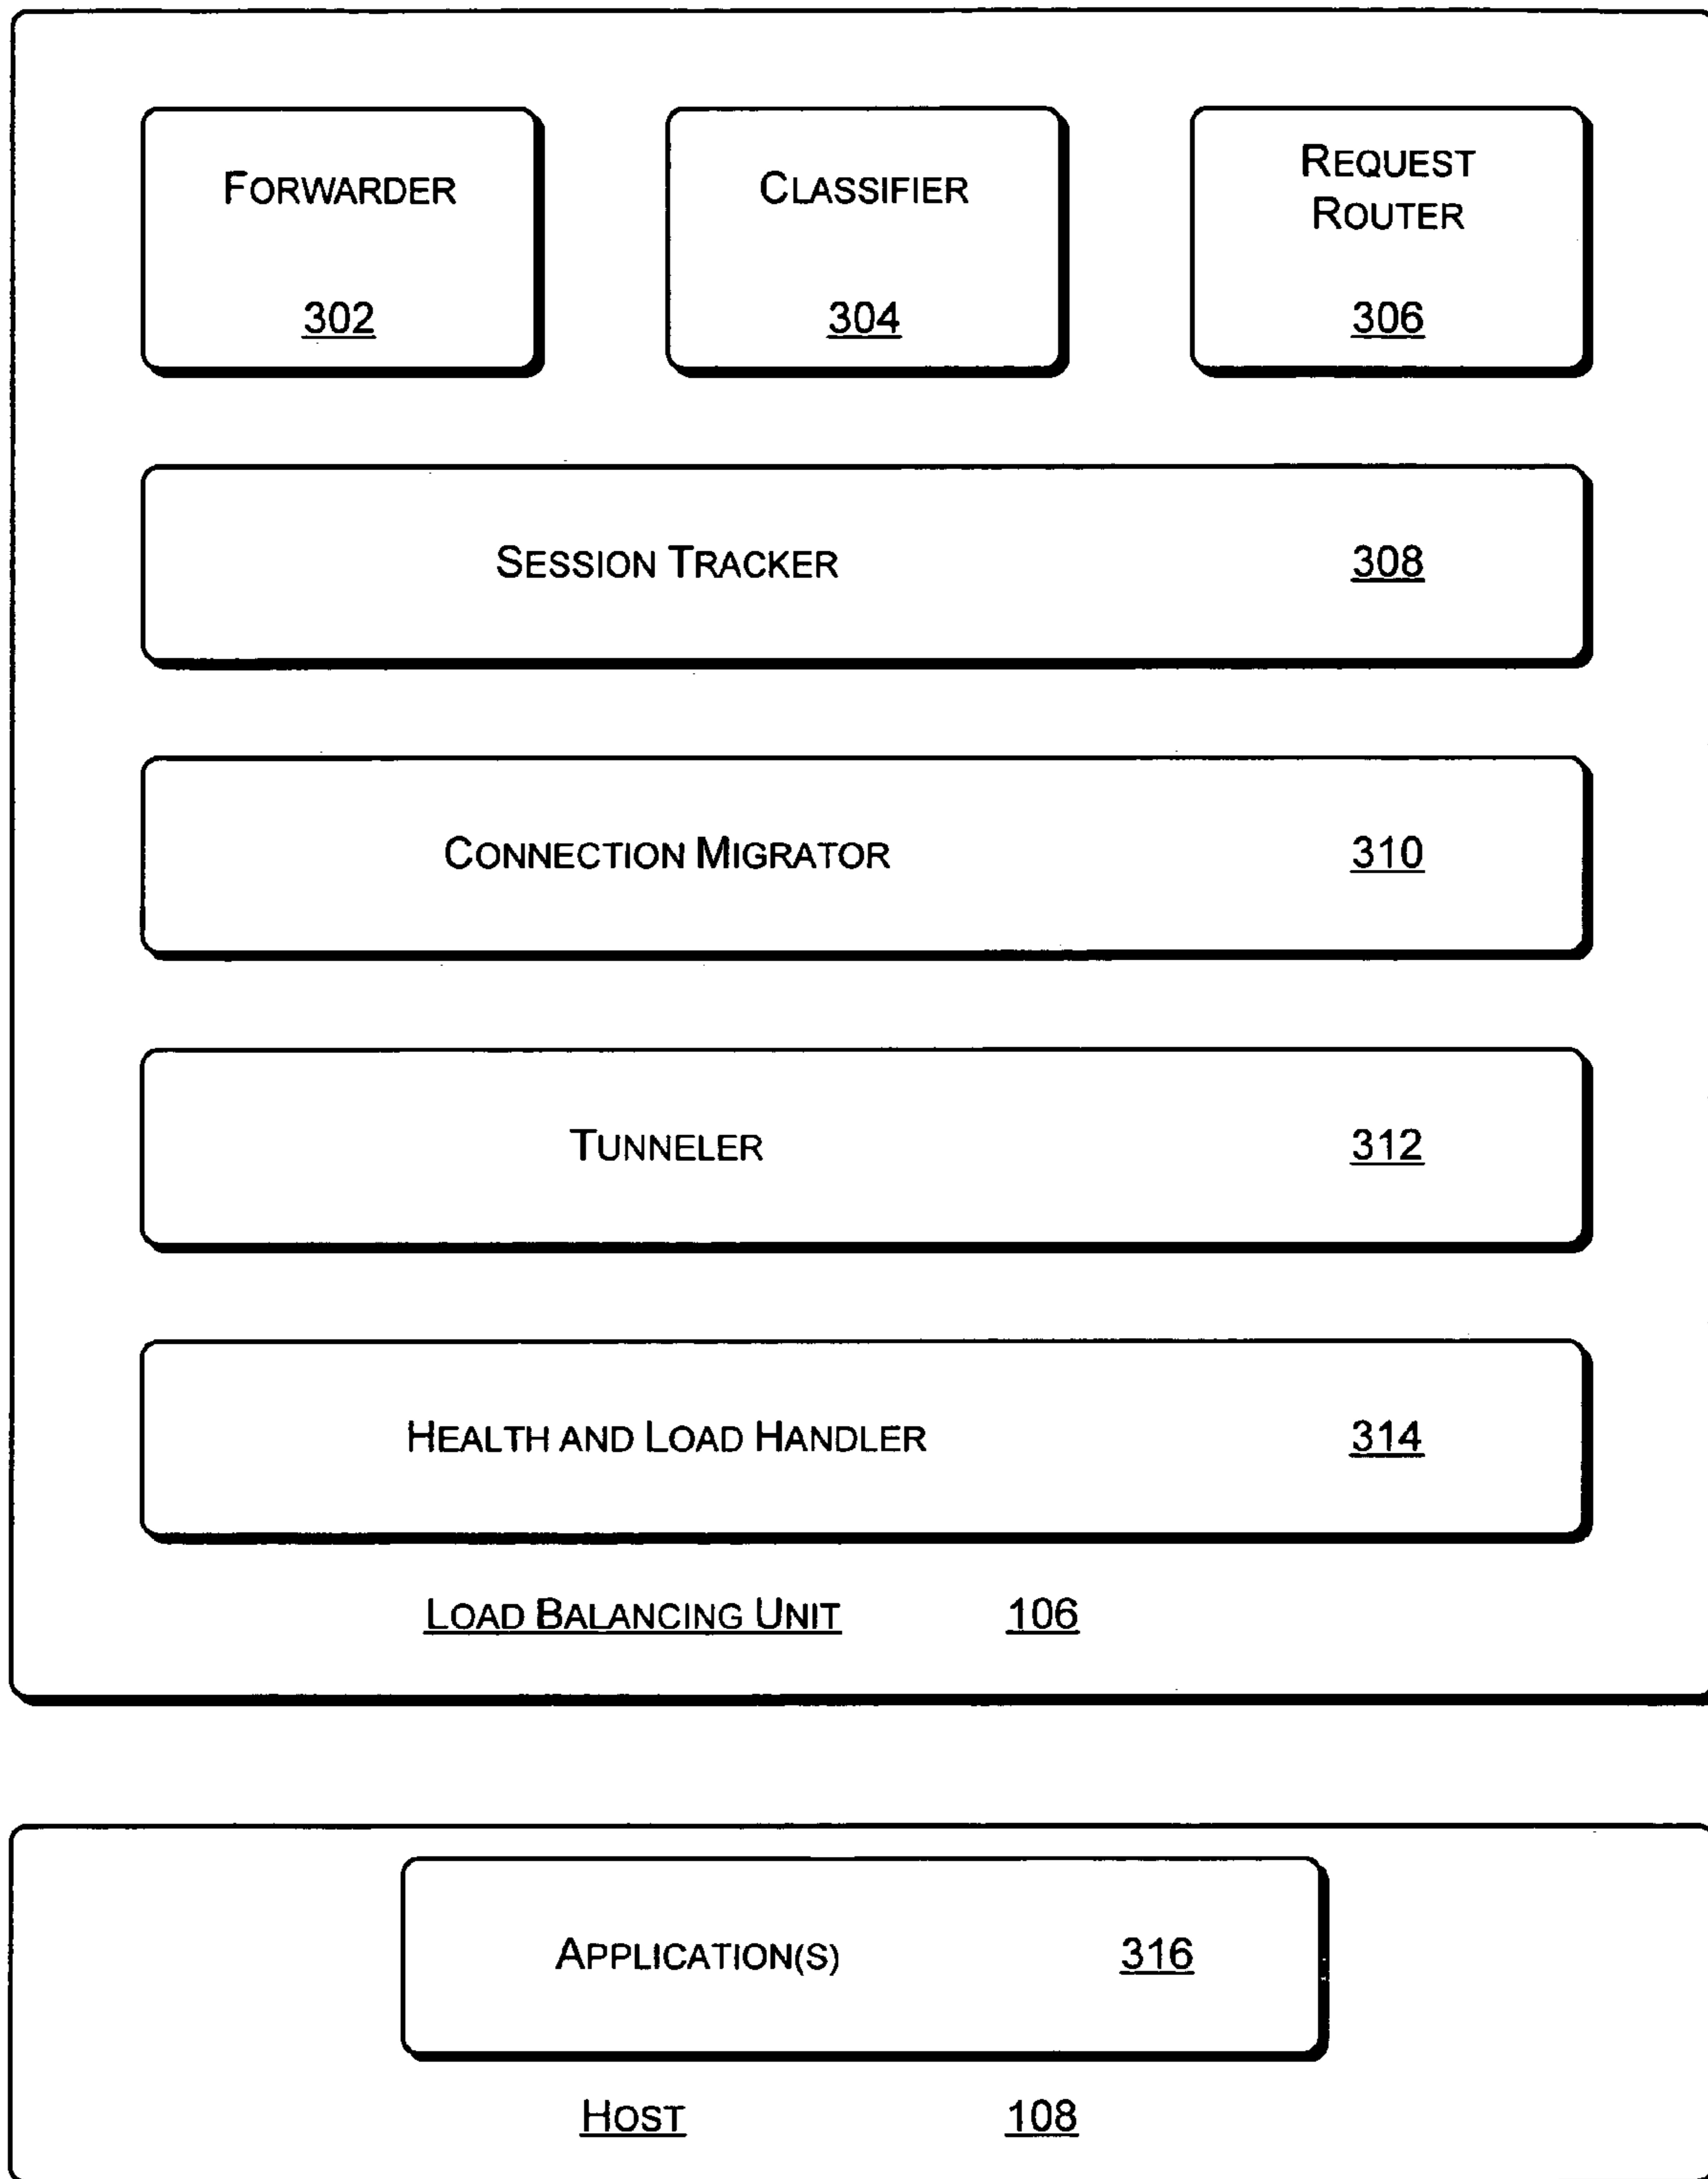 FORWARDER
302
CLASSIFIER
304
REQUEST
ROUTER
306
SESSION TRACKER 308
CONNECTION MIGRATOR 310
TUNNELER 312
HEALTH AND LOAD HANDLER 314
LOAD BALANCING UNIT 106
APPLICATION(S) 316
HOST 108